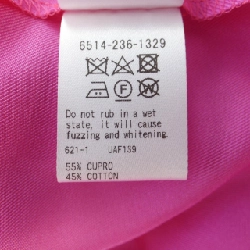 6514-236-1329
Do not rub in a wet
state, it will cause
fuzzing and whitening.
621-1 UAF139
55% CUPRO
45% COTTON